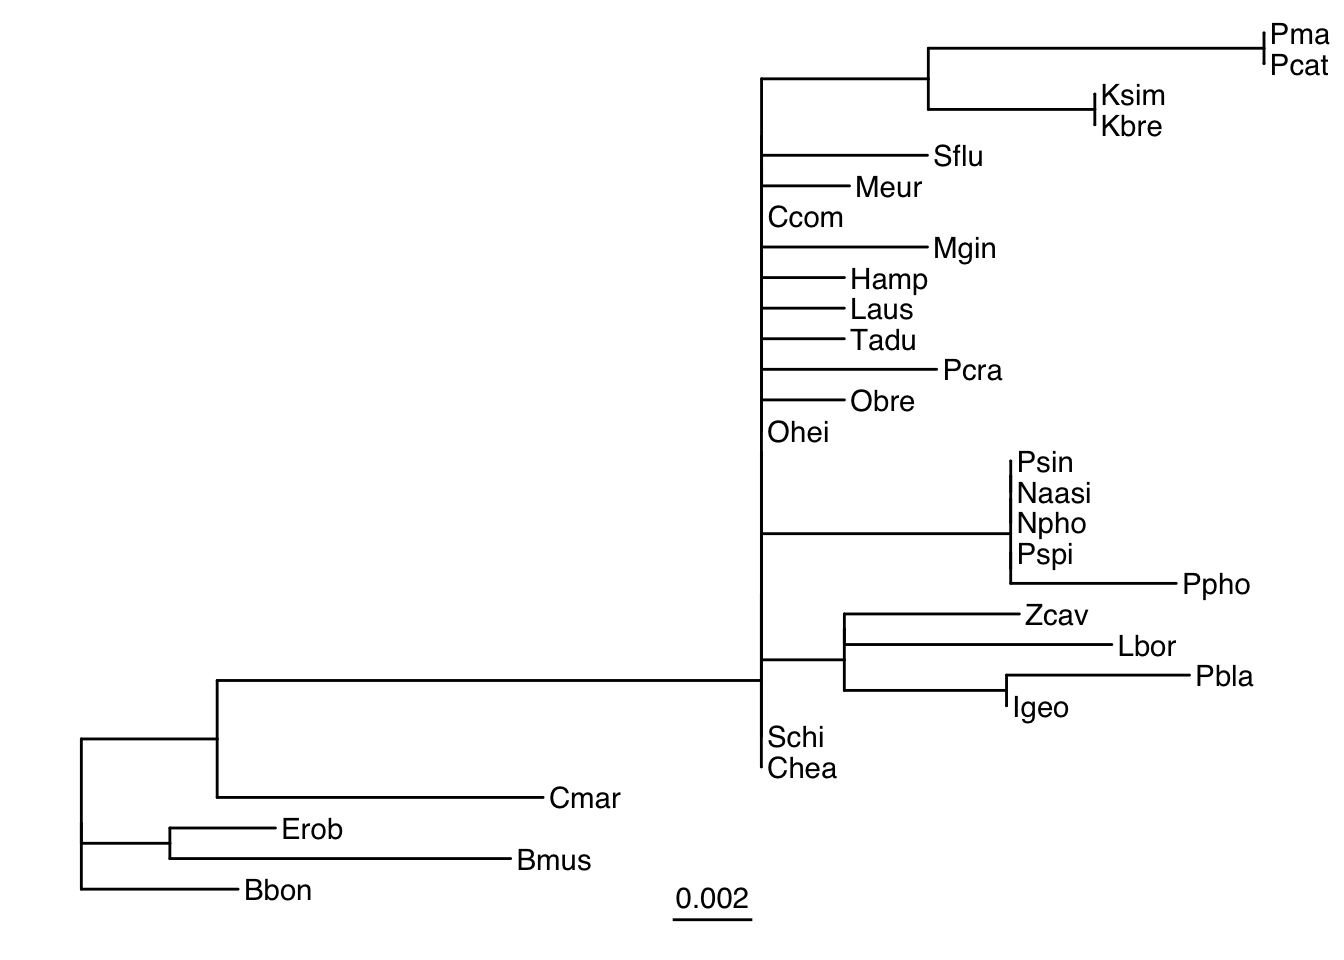 Pma
Pcat
Ksim
Kbre
Sflu
Meur
Ccom
Mgin
Hamp
Laus
Tadu
Pcra
Obre
Ohei
Psin
Naasi
Npho
Pspi
Ppho
Zcav
Lbor
Pbla
Igeo
Schi
Chea
Cmar
Erob
Bmus
Bbon
0.002